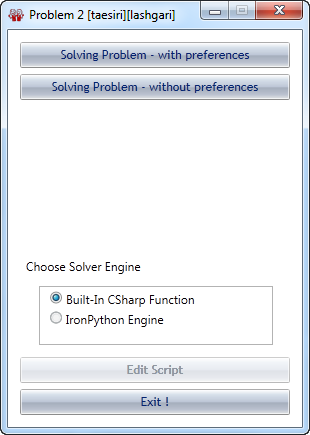 Problem 2 [taesiri][lashgari]
Solving Problem - with preferences
Solving Problem - without preferences
Choose Solver Engine
Built-In CSharp Function
IronPython Engine
Edit Script
Exit !